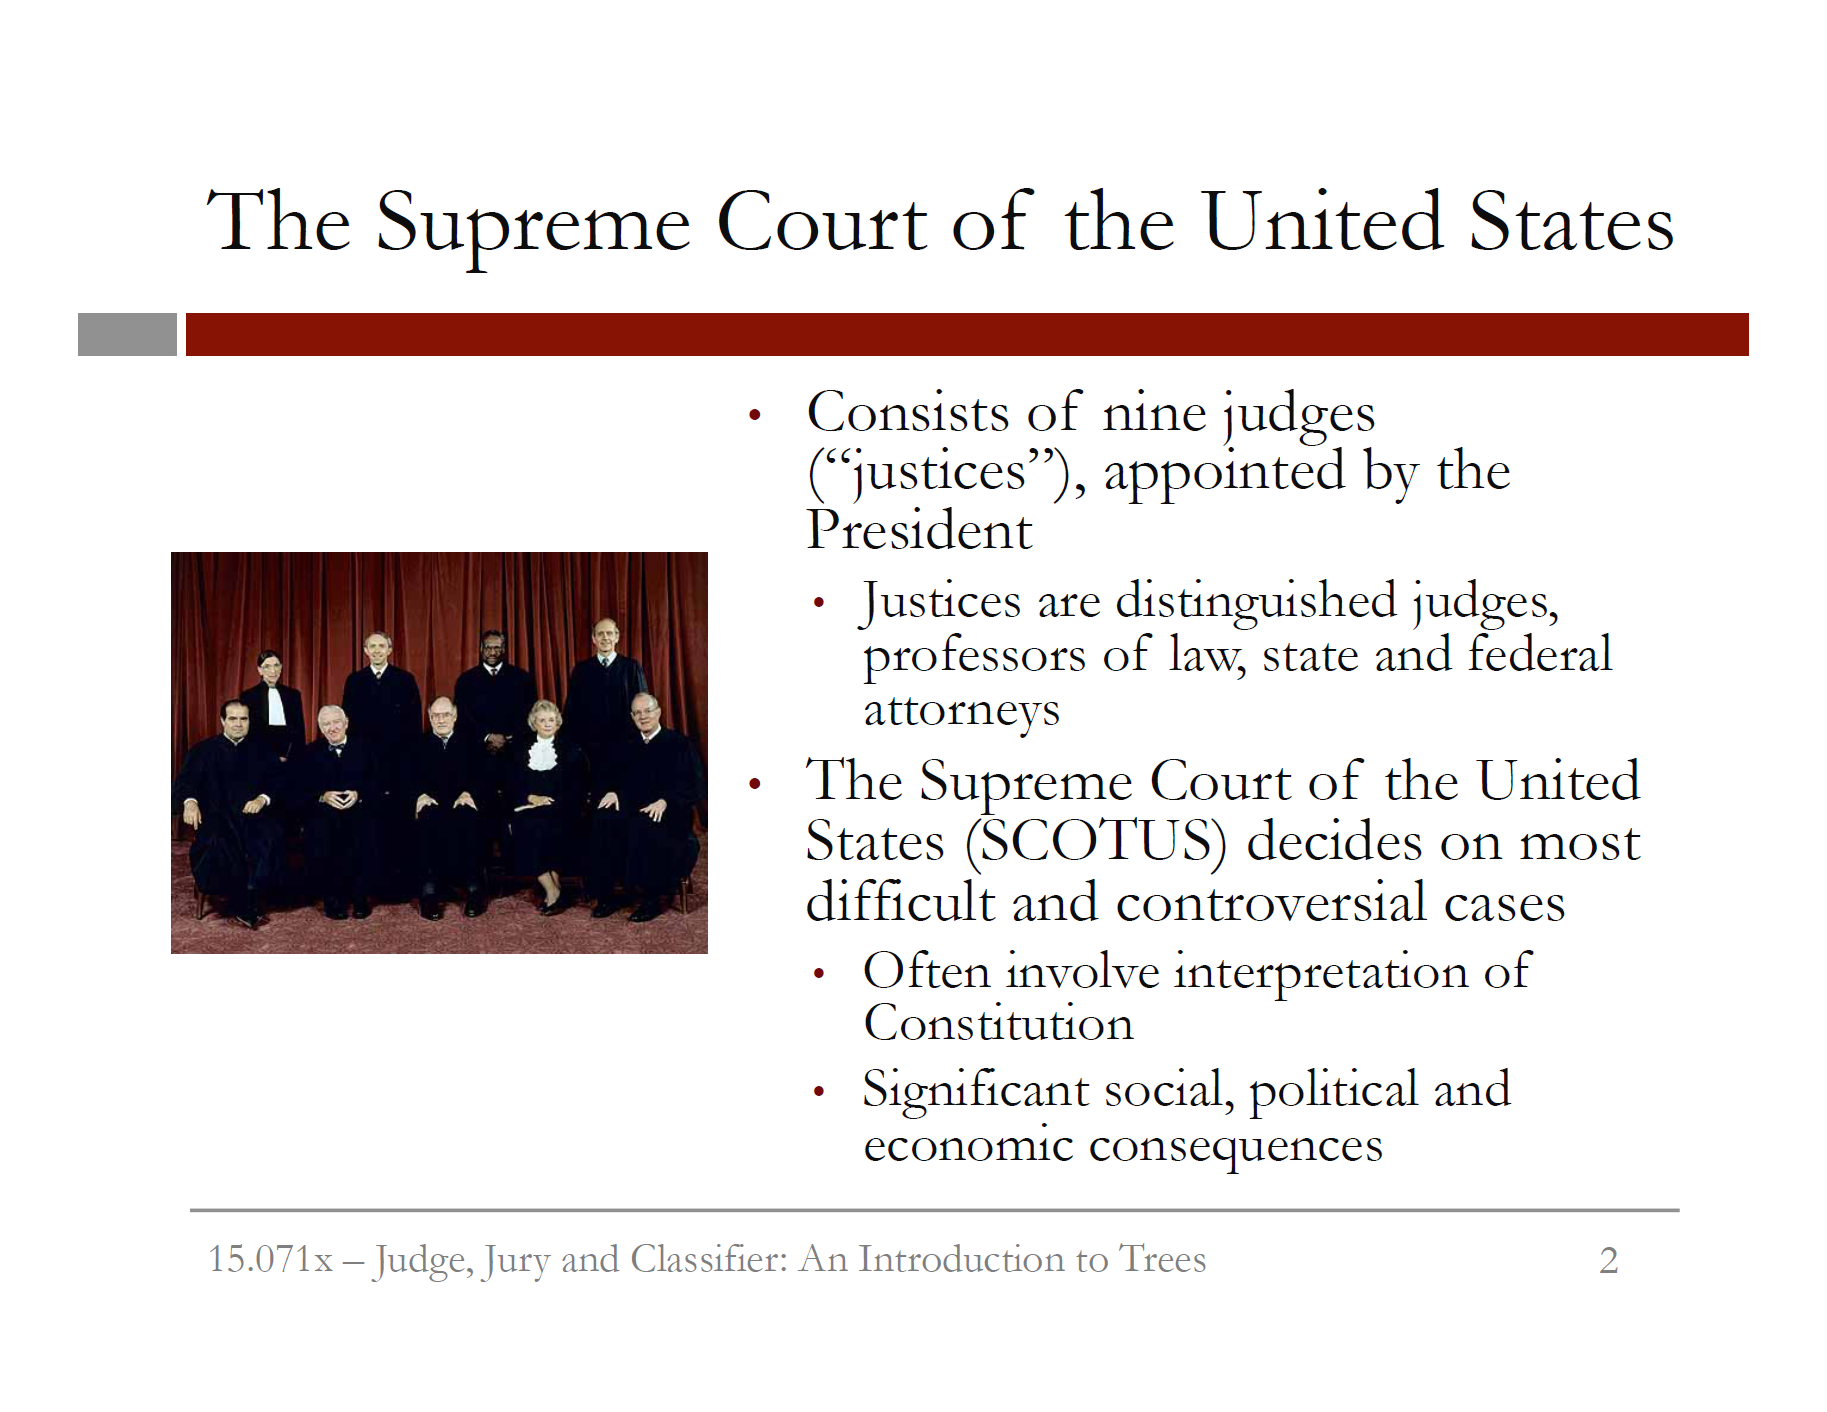 The Supreme Court of the United States
• Consists of nine judges
(“justices”), appointed by the
President
• Justices are distinguished judges,
professors of law, state and federal
attorneys
• The Supreme Court of the United
States (SCOTUS) decides on most
difficult and controversial cases
• Often involve interpretation of
Constitution
• Significant social, political and
economic consequences
15.071x – Judge, Jury and Classifier: An Introduction to Trees
2